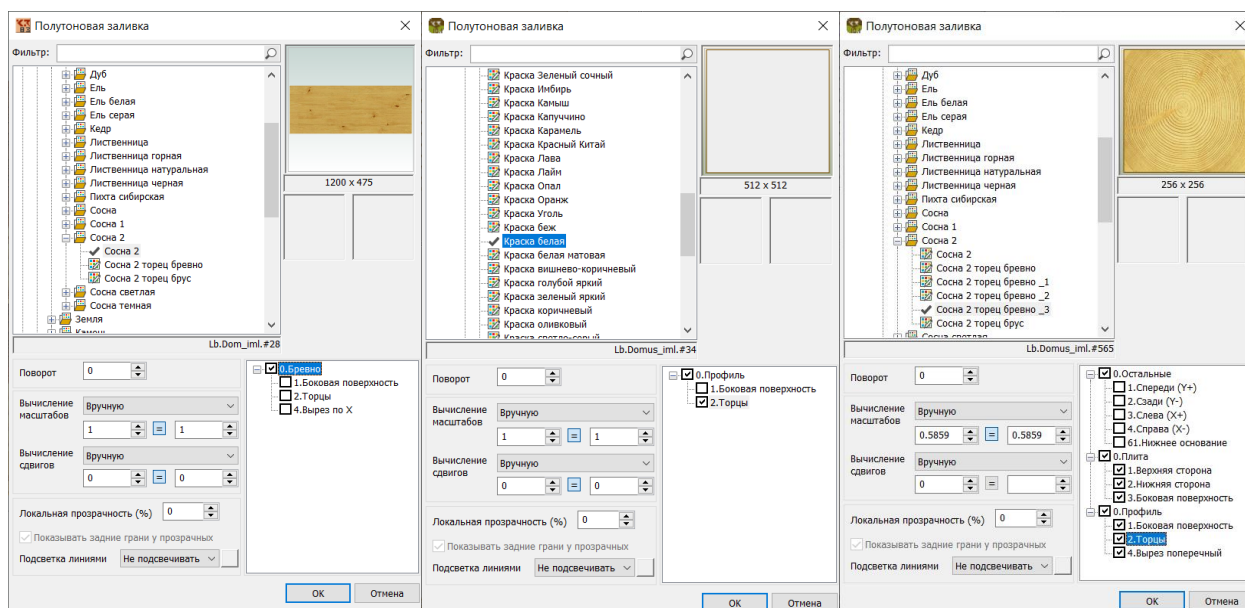 Полутоновая заливка
Фильтр:
Дуб
Ель
Ель белая
Ель серая
Кедр
Лиственница
Лиственница горная
Лиственница натуральная
Лиственница черная
Пихта сибирская
Сосна
Сосна 1
Сосна 2
Сосна 2
Сосна 2 торец бревно
Сосна 2 торец брус
Сосна светлая
Сосна темная
Земля
Камень
1200 x 475
Lb.Dom_iml.#28
Поворот
0
Вычисление
масштабов
Вручную
1 = 1
Вычисление
сдвигов
Вручную
0 = 0
Локальная прозрачность (%) 0
Показывать задние грани у прозрачных
Подсветка линиями Не подсвечивать
0.Бревно
1.Боковая поверхность
2.Торцы
4.Вырез по X
ОК Отмена
Полутоновая заливка
Фильтр:
Краска Зеленый сочный
Краска Имбирь
Краска Камыш
Краска Капуччино
Краска Карамель
Краска Красный Китай
Краска Лава
Краска Лайм
Краска Опал
Краска Оранж
Краска Уголь
Краска беж
Краска белая
Краска белая матовая
Краска вишнево-коричневый
Краска голубой яркий
Краска зеленый яркий
Краска коричневый
Краска оливковый
Краска светло-серый
512 x 512
Lb.Domus_iml.#34
Поворот
0
Вычисление
масштабов
Вручную
1 = 1
Вычисление
сдвигов
Вручную
0 = 0
Локальная прозрачность (%) 0
Показывать задние грани у прозрачных
Подсветка линиями Не подсвечивать
0.Профиль
1.Боковая поверхность
2.Торцы
ОК Отмена
Полутоновая заливка
Фильтр:
Дуб
Ель
Ель белая
Ель серая
Кедр
Лиственница
Лиственница горная
Лиственница натуральная
Лиственница черная
Пихта сибирская
Сосна
Сосна 1
Сосна 2
Сосна 2
Сосна 2 торец бревно
Сосна 2 торец бревно _1
Сосна 2 торец бревно _2
Сосна 2 торец бревно _3
Сосна 2 торец брус
Сосна светлая
256 x 256
Lb.Domus_iml.#565
Поворот
0
Вычисление
масштабов
Вручную
0.5859 = 0.5859
Вычисление
сдвигов
Вручную
0 =
Локальная прозрачность (%) 0
Показывать задние грани у прозрачных
Подсветка линиями Не подсвечивать
0.Остальные
1.Спереди (Y+)
2.Сзади (Y-)
3.Слева (X+)
4.Справа (X-)
61.Нижнее основание
0.Плита
1.Верхняя сторона
2.Нижняя сторона
3.Боковая поверхность
0.Профиль
1.Боковая поверхность
2.Торцы
4.Вырез поперечный
ОК Отмена